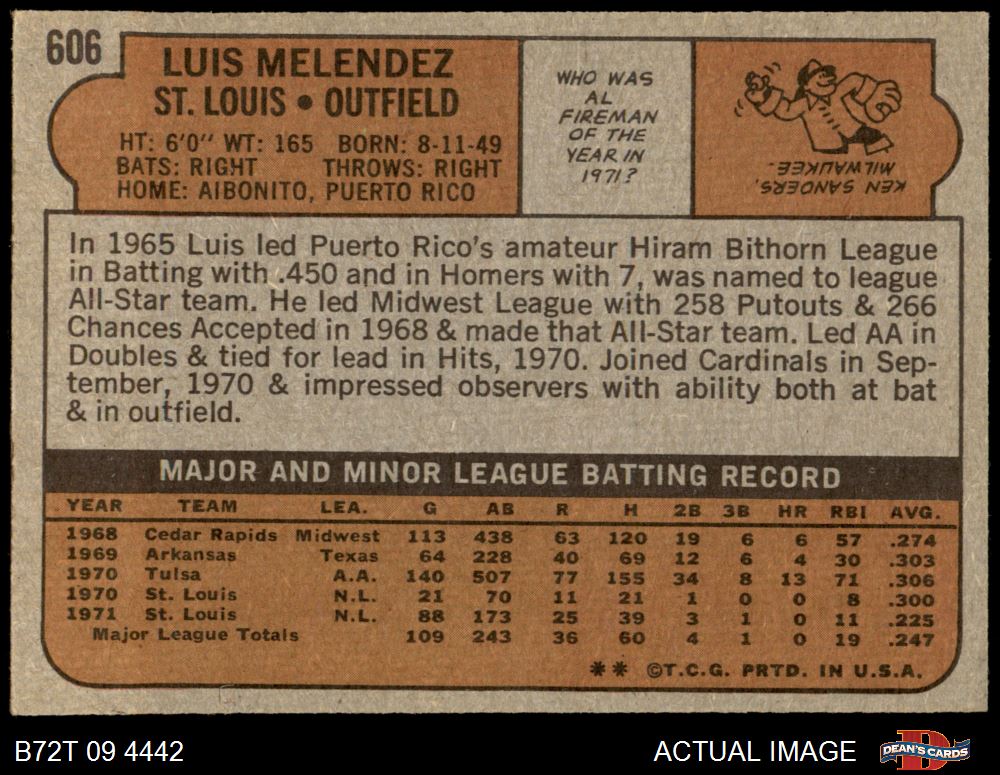 606
LUIS MELENDEZ
ST. LOUIS • OUTFIELD
HT: 6'0" WT: 165 BORN: 8-11-49
BATS: RIGHT THROWS: RIGHT
HOME: AIBONITO, PUERTO RICO
WHO WAS
AL
FIREMAN
OF THE
YEAR IN
1971?
KEN SANDERS,
MILWAUKEE.
In 1965 Luis led Puerto Rico's amateur Hiram Bithorn League
in Batting with .450 and in Homers with 7, was named to league
All-Star team. He led Midwest League with 258 Putouts & 266
Chances Accepted in 1968 & made that All-Star team. Led AA in
Doubles & tied for lead in Hits, 1970. Joined Cardinals in Sep-
tember, 1970 & impressed observers with ability both at bat
& in outfield.
MAJOR AND MINOR LEAGUE BATTING RECORD
YEAR TEAM LEA. G AB R H 2B 3B HR RBI AVG.
1968 Cedar Rapids Midwest 113 438 63 120 19 6 6 57 .274
1969 Arkansas Texas 64 228 40 69 12 6 4 30 .303
1970 Tulsa A.A. 140 507 77 155 34 8 13 71 .306
1970 St. Louis N.L. 21 70 11 21 1 0 0 8 .300
1971 St. Louis N.L. 88 173 25 39 3 1 0 11 .225
Major League Totals 109 243 36 60 4 1 0 19 .247
** ©T.C.G. PRTD. IN U.S.A.
B72T 09 4442
ACTUAL IMAGE
D
DEAN'S CARDS